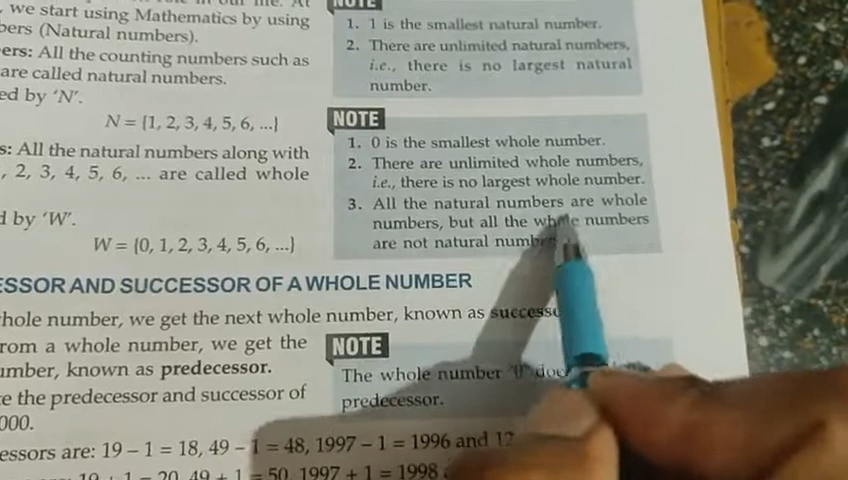 we start using Mathematics by using
bers (Natural numbers).
ers: All the counting numbers such as
are called natural numbers.
ed by 'N'.
N = {1, 2, 3, 4, 5, 6, ...}
s: All the natural numbers along with
, 2, 3, 4, 5, 6, ... are called whole
d by 'W'.
W = {0, 1, 2, 3, 4, 5, 6, ...}
NOTE
1. 1 is the smallest natural number.
2. There are unlimited natural numbers,
i.e., there is no largest natural
number.
NOTE
1. 0 is the smallest whole number.
2. There are unlimited whole numbers,
i.e., there is no largest whole number.
3. All the natural numbers are whole
numbers, but all the whole numbers
are not natural numbe
ESSOR AND SUCCESSOR OF A WHOLE NUMBER
hole number, we get the next whole number, known as successo
rom a whole number, we get the
umber, known as predecessor.
e the predecessor and successor of
000.
NOTE
The whole number '0' doe
predecessor.
essors are: 19 – 1 = 18, 49 – 1 = 48, 1997 – 1 = 1996 and 12
19 + 1 = 20, 49 + 1 = 50, 1997 + 1 = 1998